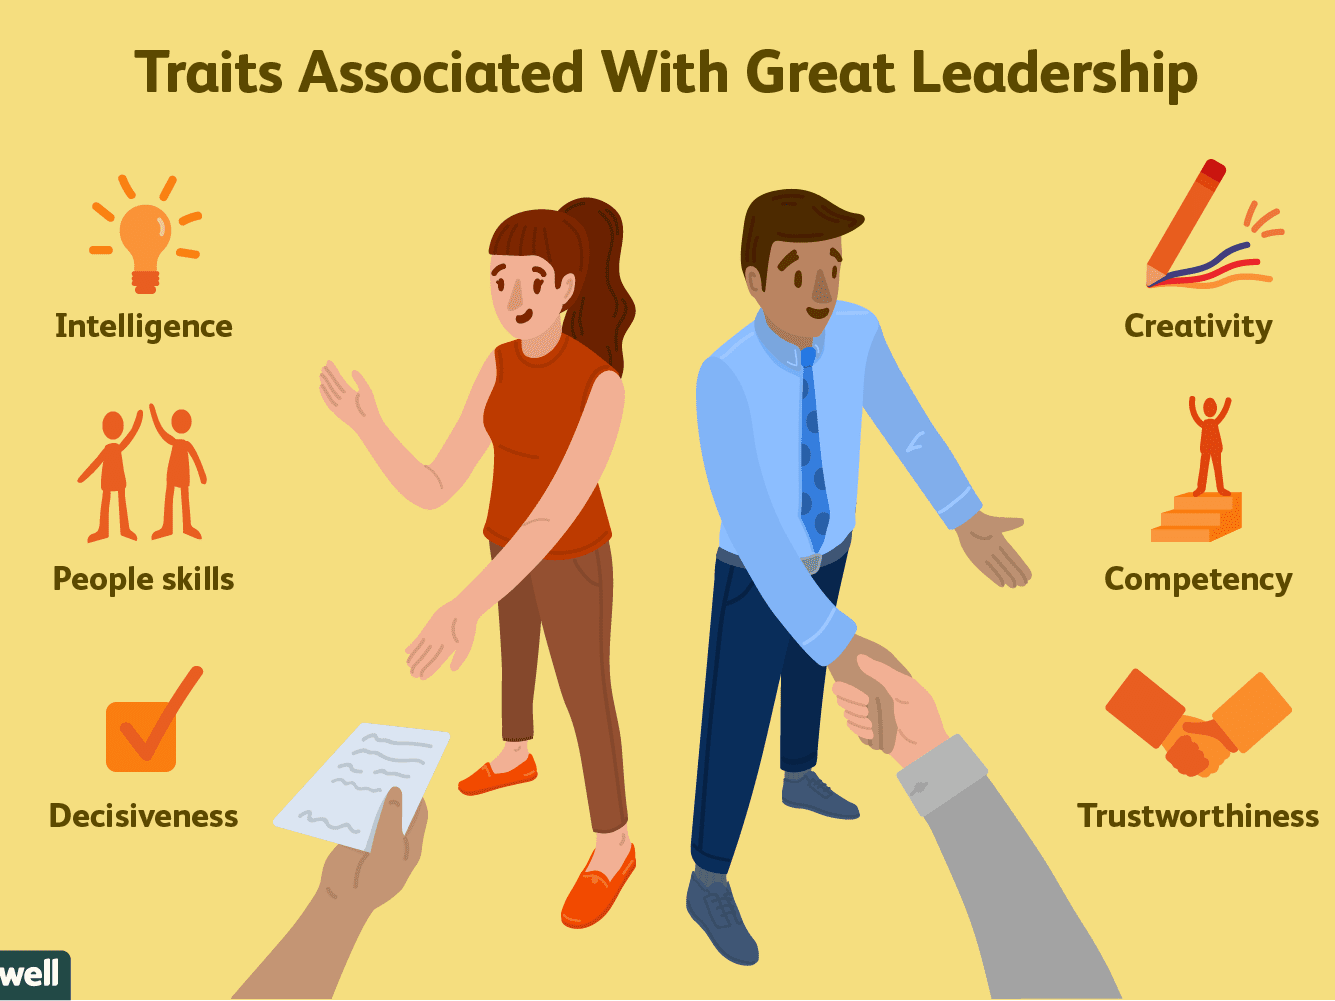 Traits Associated With Great Leadership
Intelligence
Creativity
People skills
Competency
Decisiveness
Trustworthiness
well